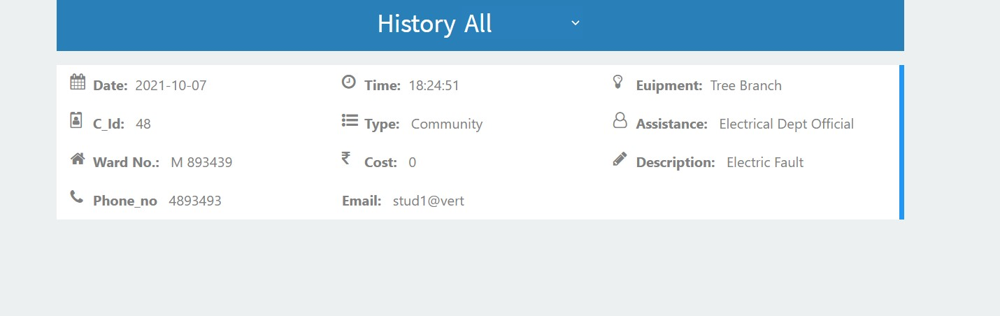 History All
Date: 2021-10-07 Time: 18:24:51 Euipment: Tree Branch
C_Id: 48 Type: Community Assistance: Electrical Dept Official
Ward No.: M 893439 Cost: 0 Description: Electric Fault
Phone_no 4893493 Email: stud1@vert